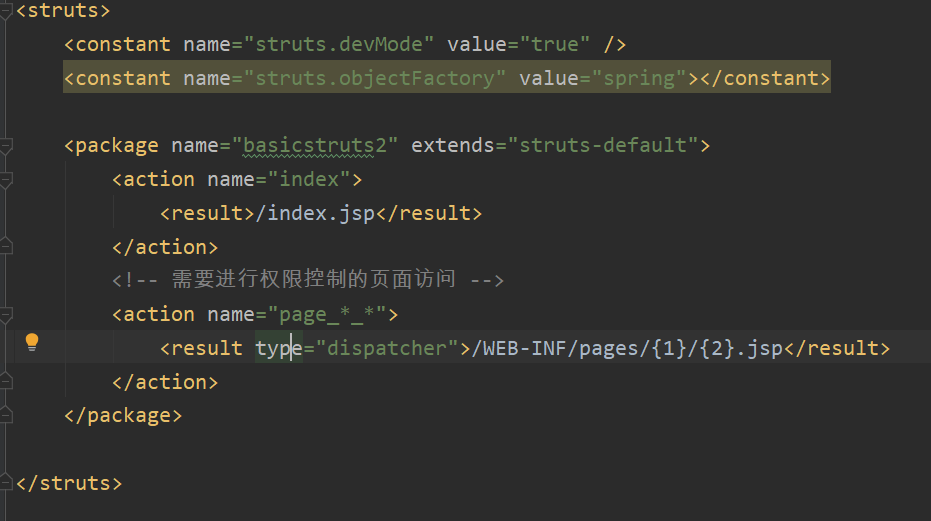 <struts>
<constant name="struts.devMode" value="true" />
<constant name="struts.objectFactory" value="spring"></constant>
<package name="basicstruts2" extends="struts-default">
<action name="index">
<result>/index.jsp</result>
</action>
<!-- 需要进行权限控制的页面访问 -->
<action name="page_*_*">
<result type="dispatcher">/WEB-INF/pages/{1}/{2}.jsp</result>
</action>
</package>
</struts>